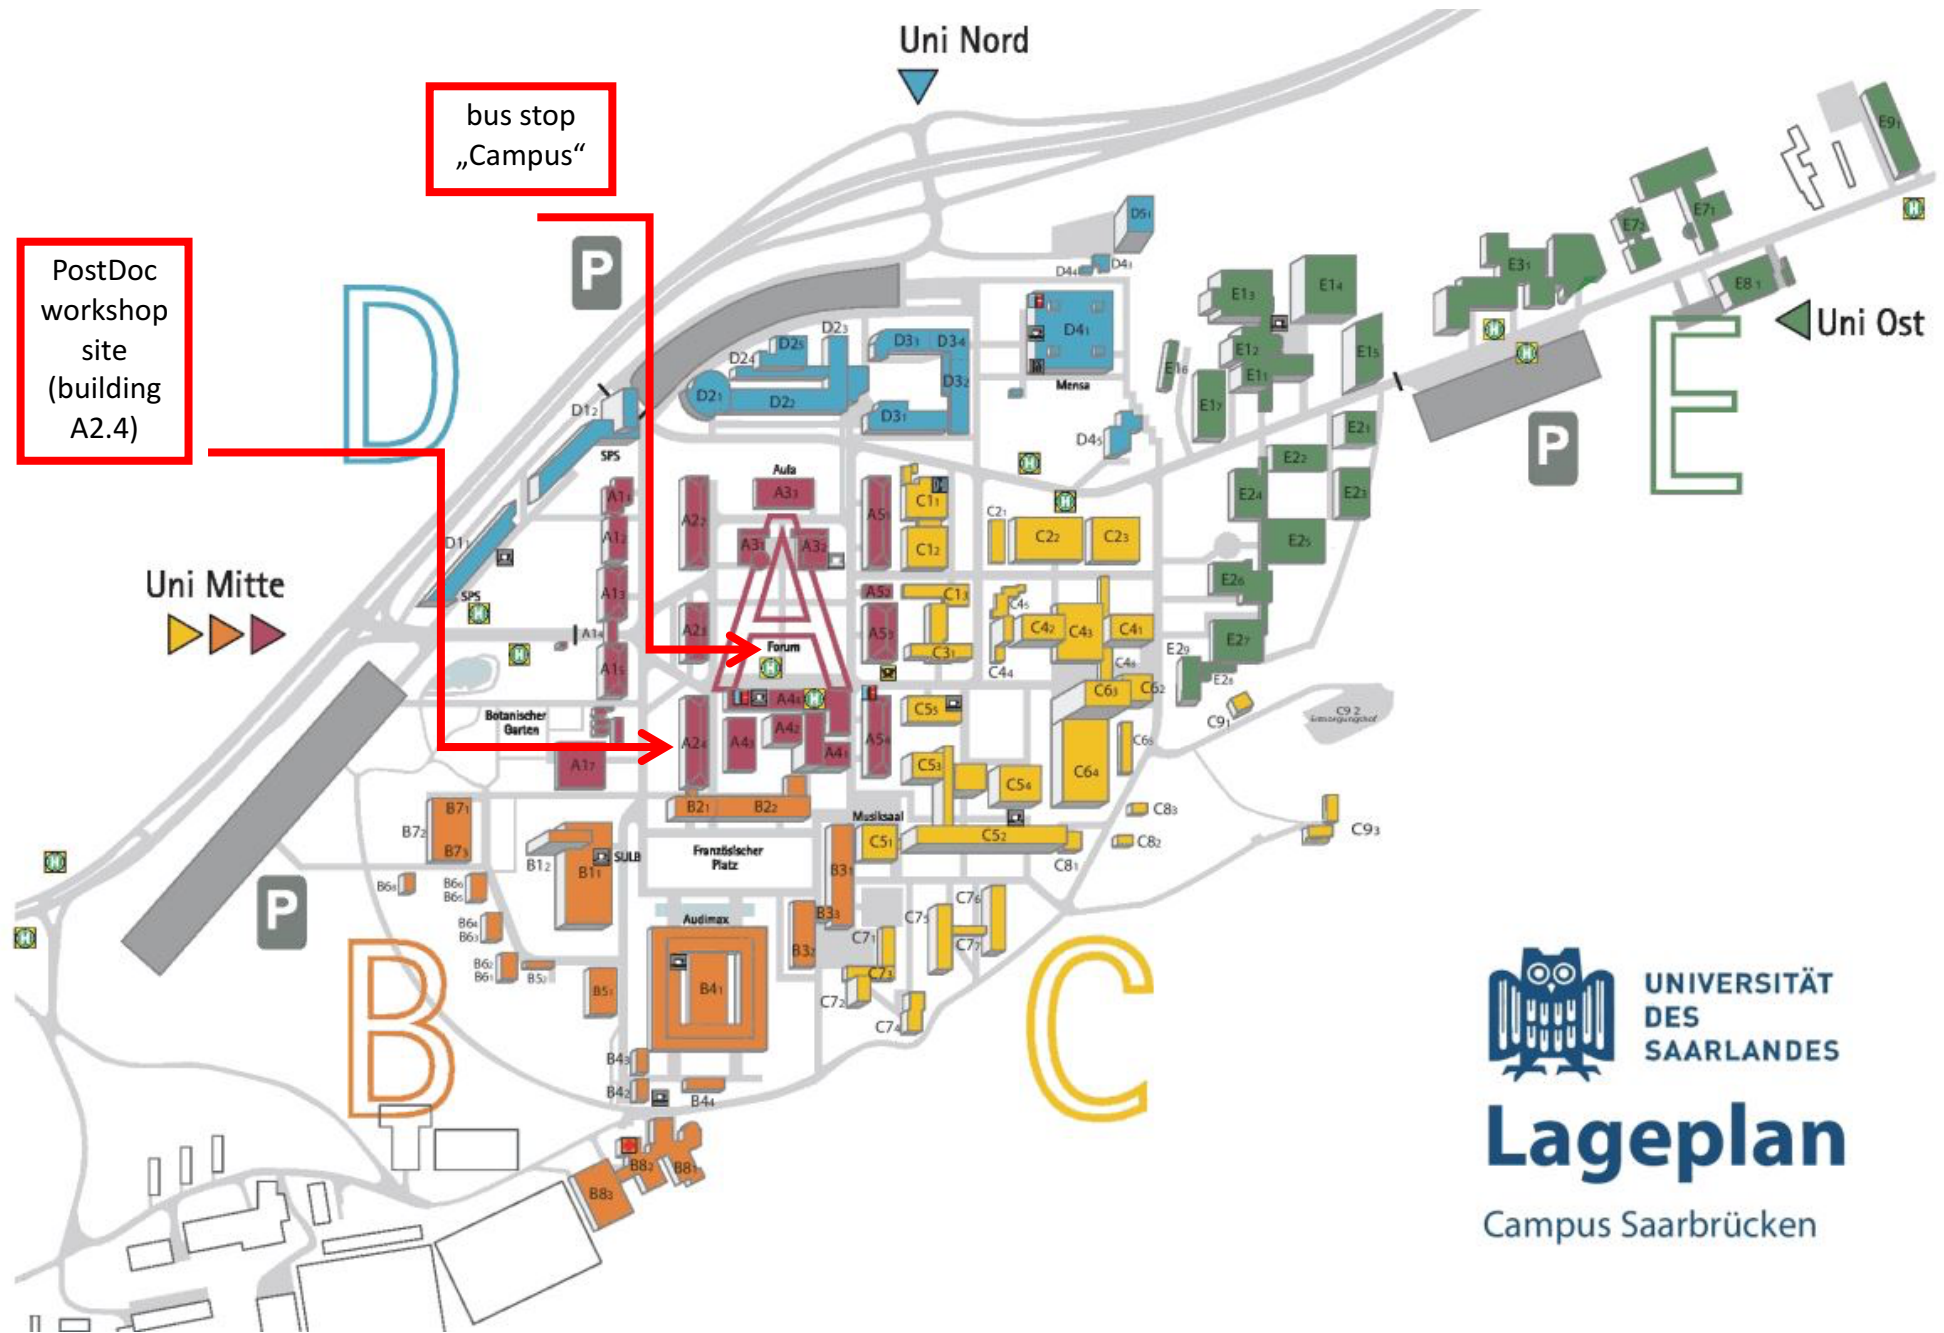 Uni Nord
bus stop
„Campus“
PostDoc
workshop
site
(building
A2.4)
P
D
E91
E72
E71
E31
E8 1
Uni Ost
E
P
D51
D44
D43
D41
Mensa
D45
E13
E14
E12
E11
E15
E16
E17
E21
E22
E23
E24
E25
E26
E27
E28
E29
D23
D25
D24
D21
D22
D31
D34
D32
D31
D12
SPS
D11
SPS
Uni Mitte
Aula
A33
A31
A32
A
Forum
A12
A13
A14
A15
A17
A22
A23
A24
A51
A52
A53
A54
A43
A42
A41
C11
C12
C13
C31
C21
C22
C23
C45
C42
C43
C41
C44
C48
C63
C62
C55
C53
C54
C64
C65
C91
C9 2
Entsorgungshof
C83
C82
C81
C93
Botanischer
Garten
B71
B72
B73
B12
B11
SULB
B21
B22
Französischer
Platz
Musiksaal
C51
C52
B31
B33
B32
Audimax
B41
B68
B66
B65
B64
B63
B62
B61
B52
B51
B43
B42
B44
B82
B81
B83
C71
C72
C73
C74
C75
C76
C77
P
B
C
UNIVERSITÄT
DES
SAARLANDES
Lageplan
Campus Saarbrücken